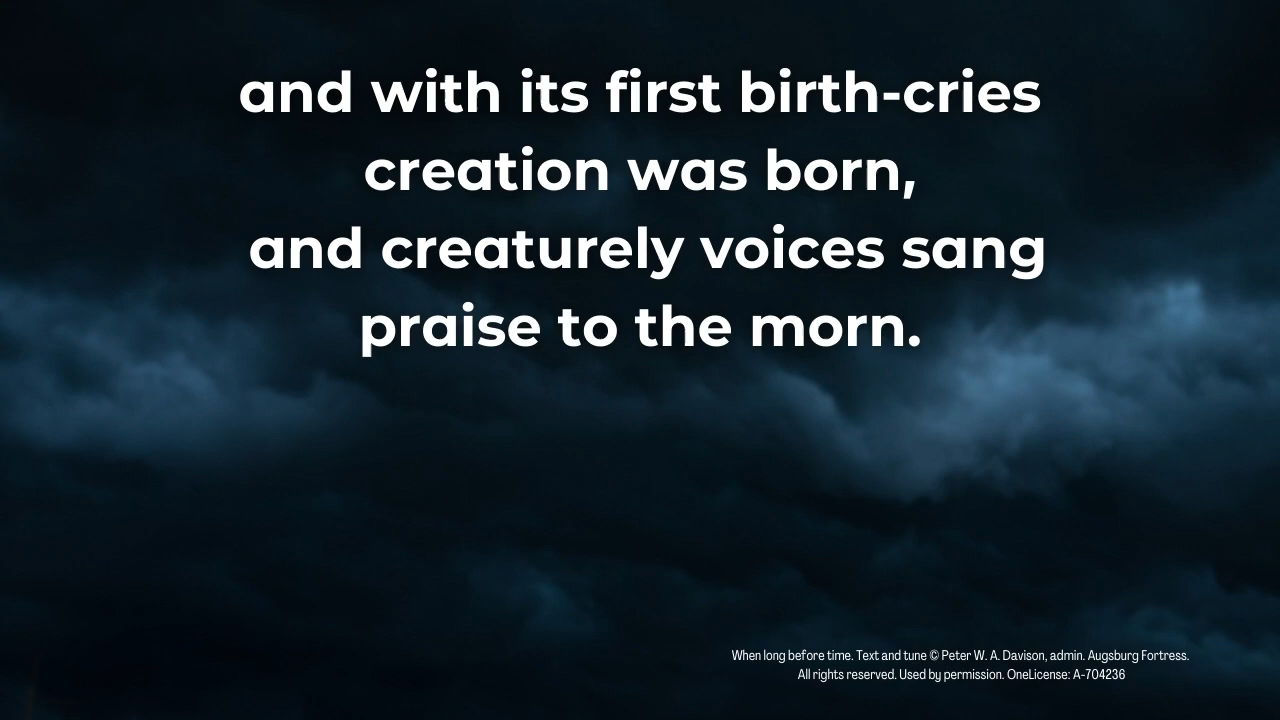 and with its first birth-cries
creation was born,
and creaturely voices sang
praise to the morn.
When long before time. Text and tune © Peter W. A. Davison, admin. Augsburg Fortress.
All rights reserved. Used by permission. OneLicense: A-704236